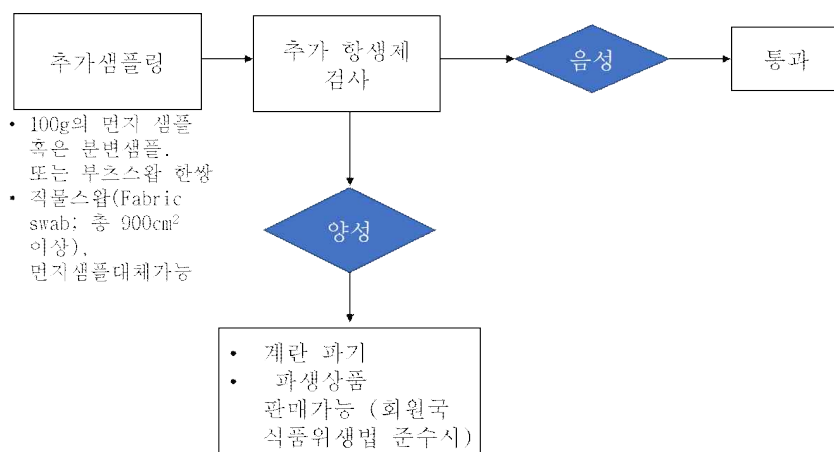 추가샘플링
추가 항생제
검사
음성
통과
• 100g의 먼지 샘플
혹은 분변샘플.
또는 부츠스왑 한쌍
• 직물스왑(Fabric
swab; 총 900cm²
이상),
먼지샘플대체가능
양성
• 계란 파기
• 파생상품
판매가능 (회원국
식품위생법 준수시)